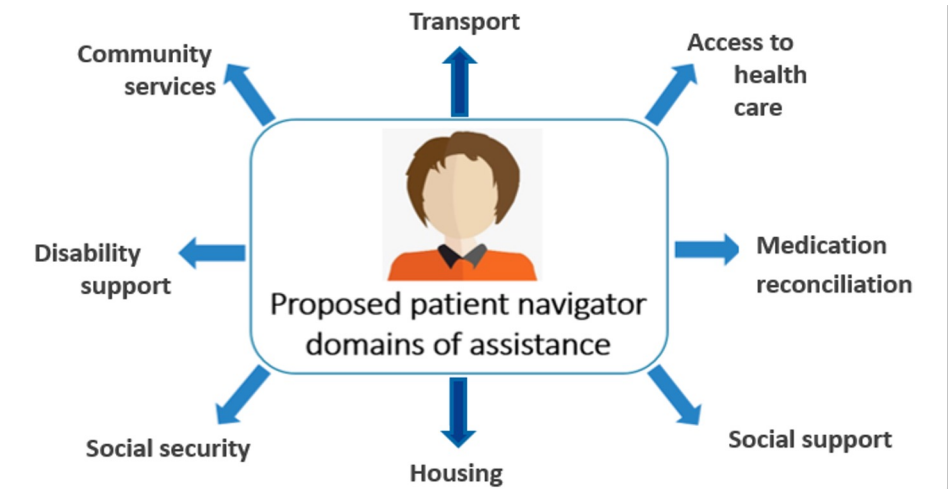 Transport
Community
services
Access to
health
care
Disability
support
Proposed patient navigator
domains of assistance
Medication
reconciliation
Social security
Housing
Social support